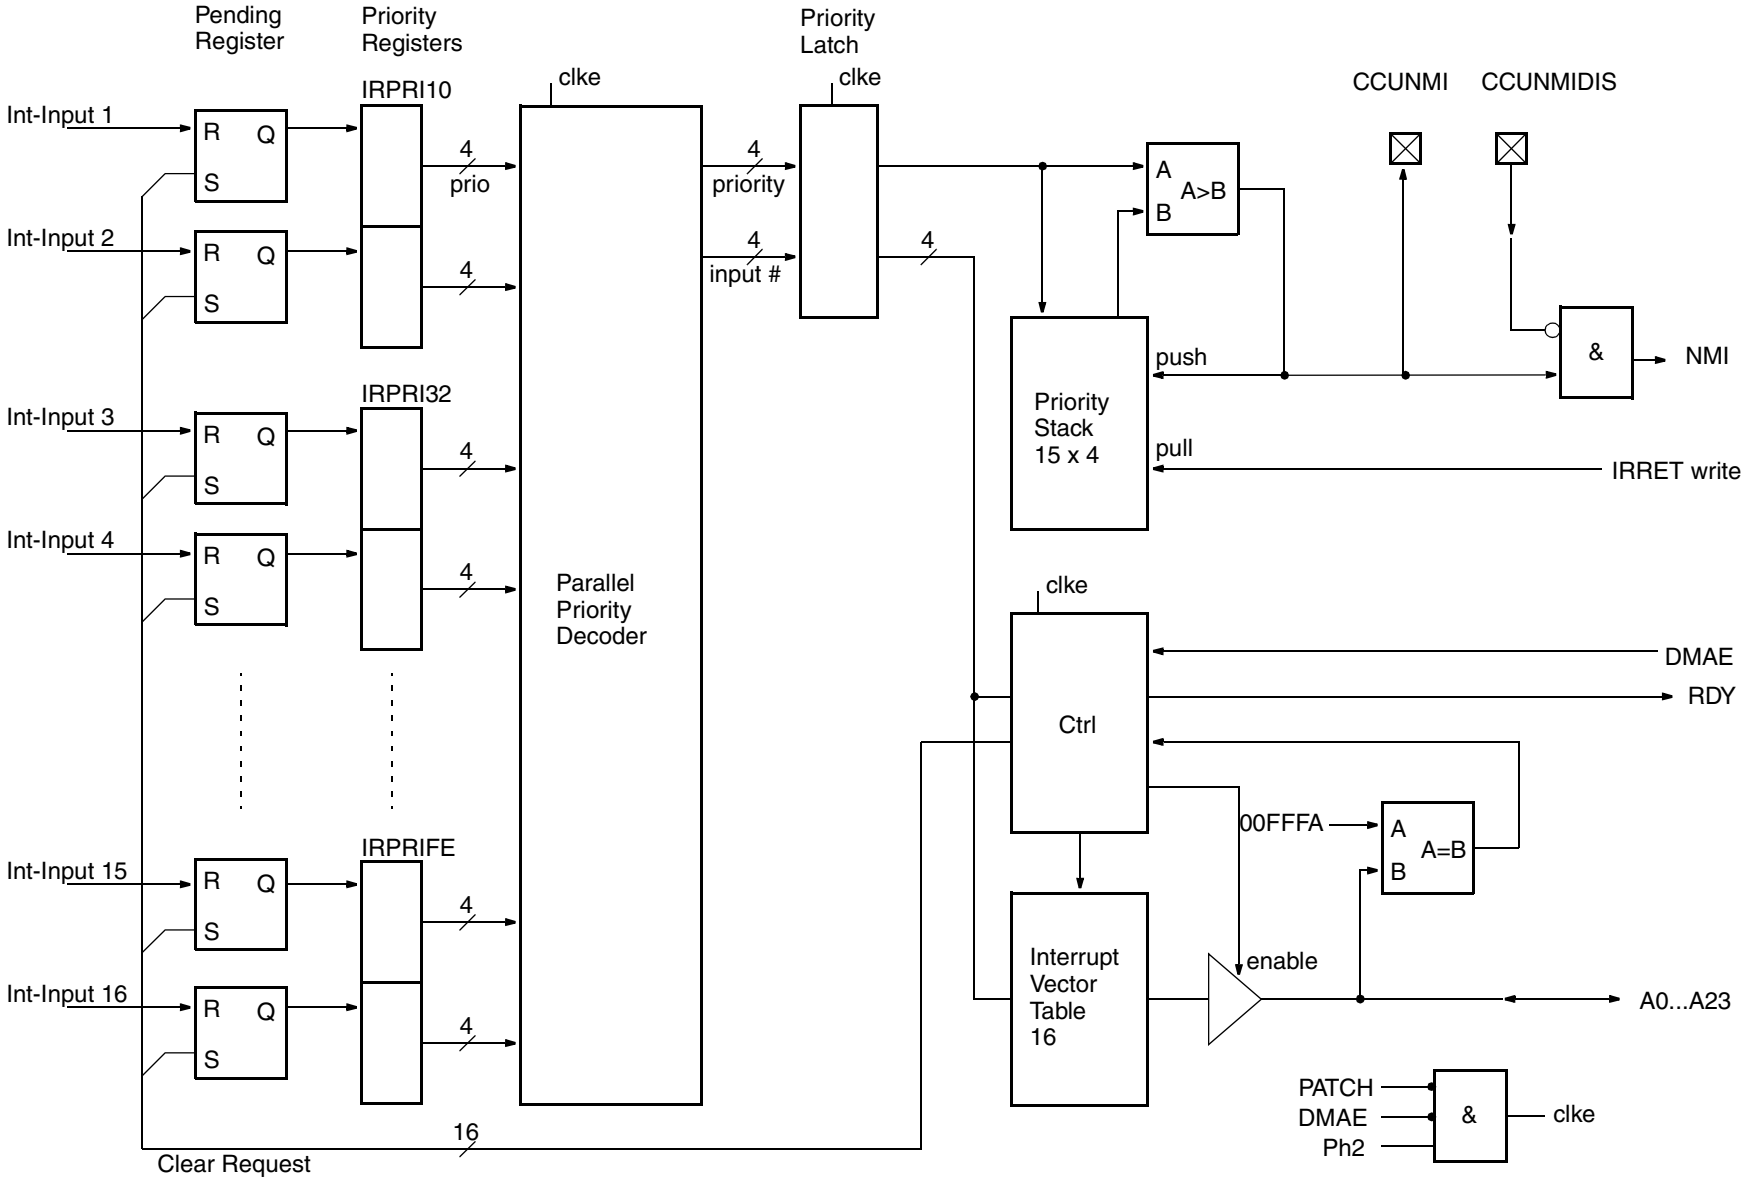 Pending
Register
Priority
Registers
Priority
Latch
clke
clke
CCUNMI
CCUNMIDIS
IRPRI10
Int-Input 1
R
Q
S
4
prio
4
priority
A
A>B
B
Int-Input 2
R
Q
S
4
4
input #
4
push
&
NMI
IRPRI32
Int-Input 3
R
Q
S
4
Priority
Stack
15 x 4
pull
IRRET write
Int-Input 4
R
Q
S
4
Parallel
Priority
Decoder
clke
DMAE
RDY
Ctrl
00FFFA
A
A=B
B
IRPRIFE
Int-Input 15
R
Q
S
4
Int-Input 16
R
Q
S
4
Interrupt
Vector
Table
16
enable
A0...A23
PATCH
DMAE
Ph2
&
clke
16
Clear Request